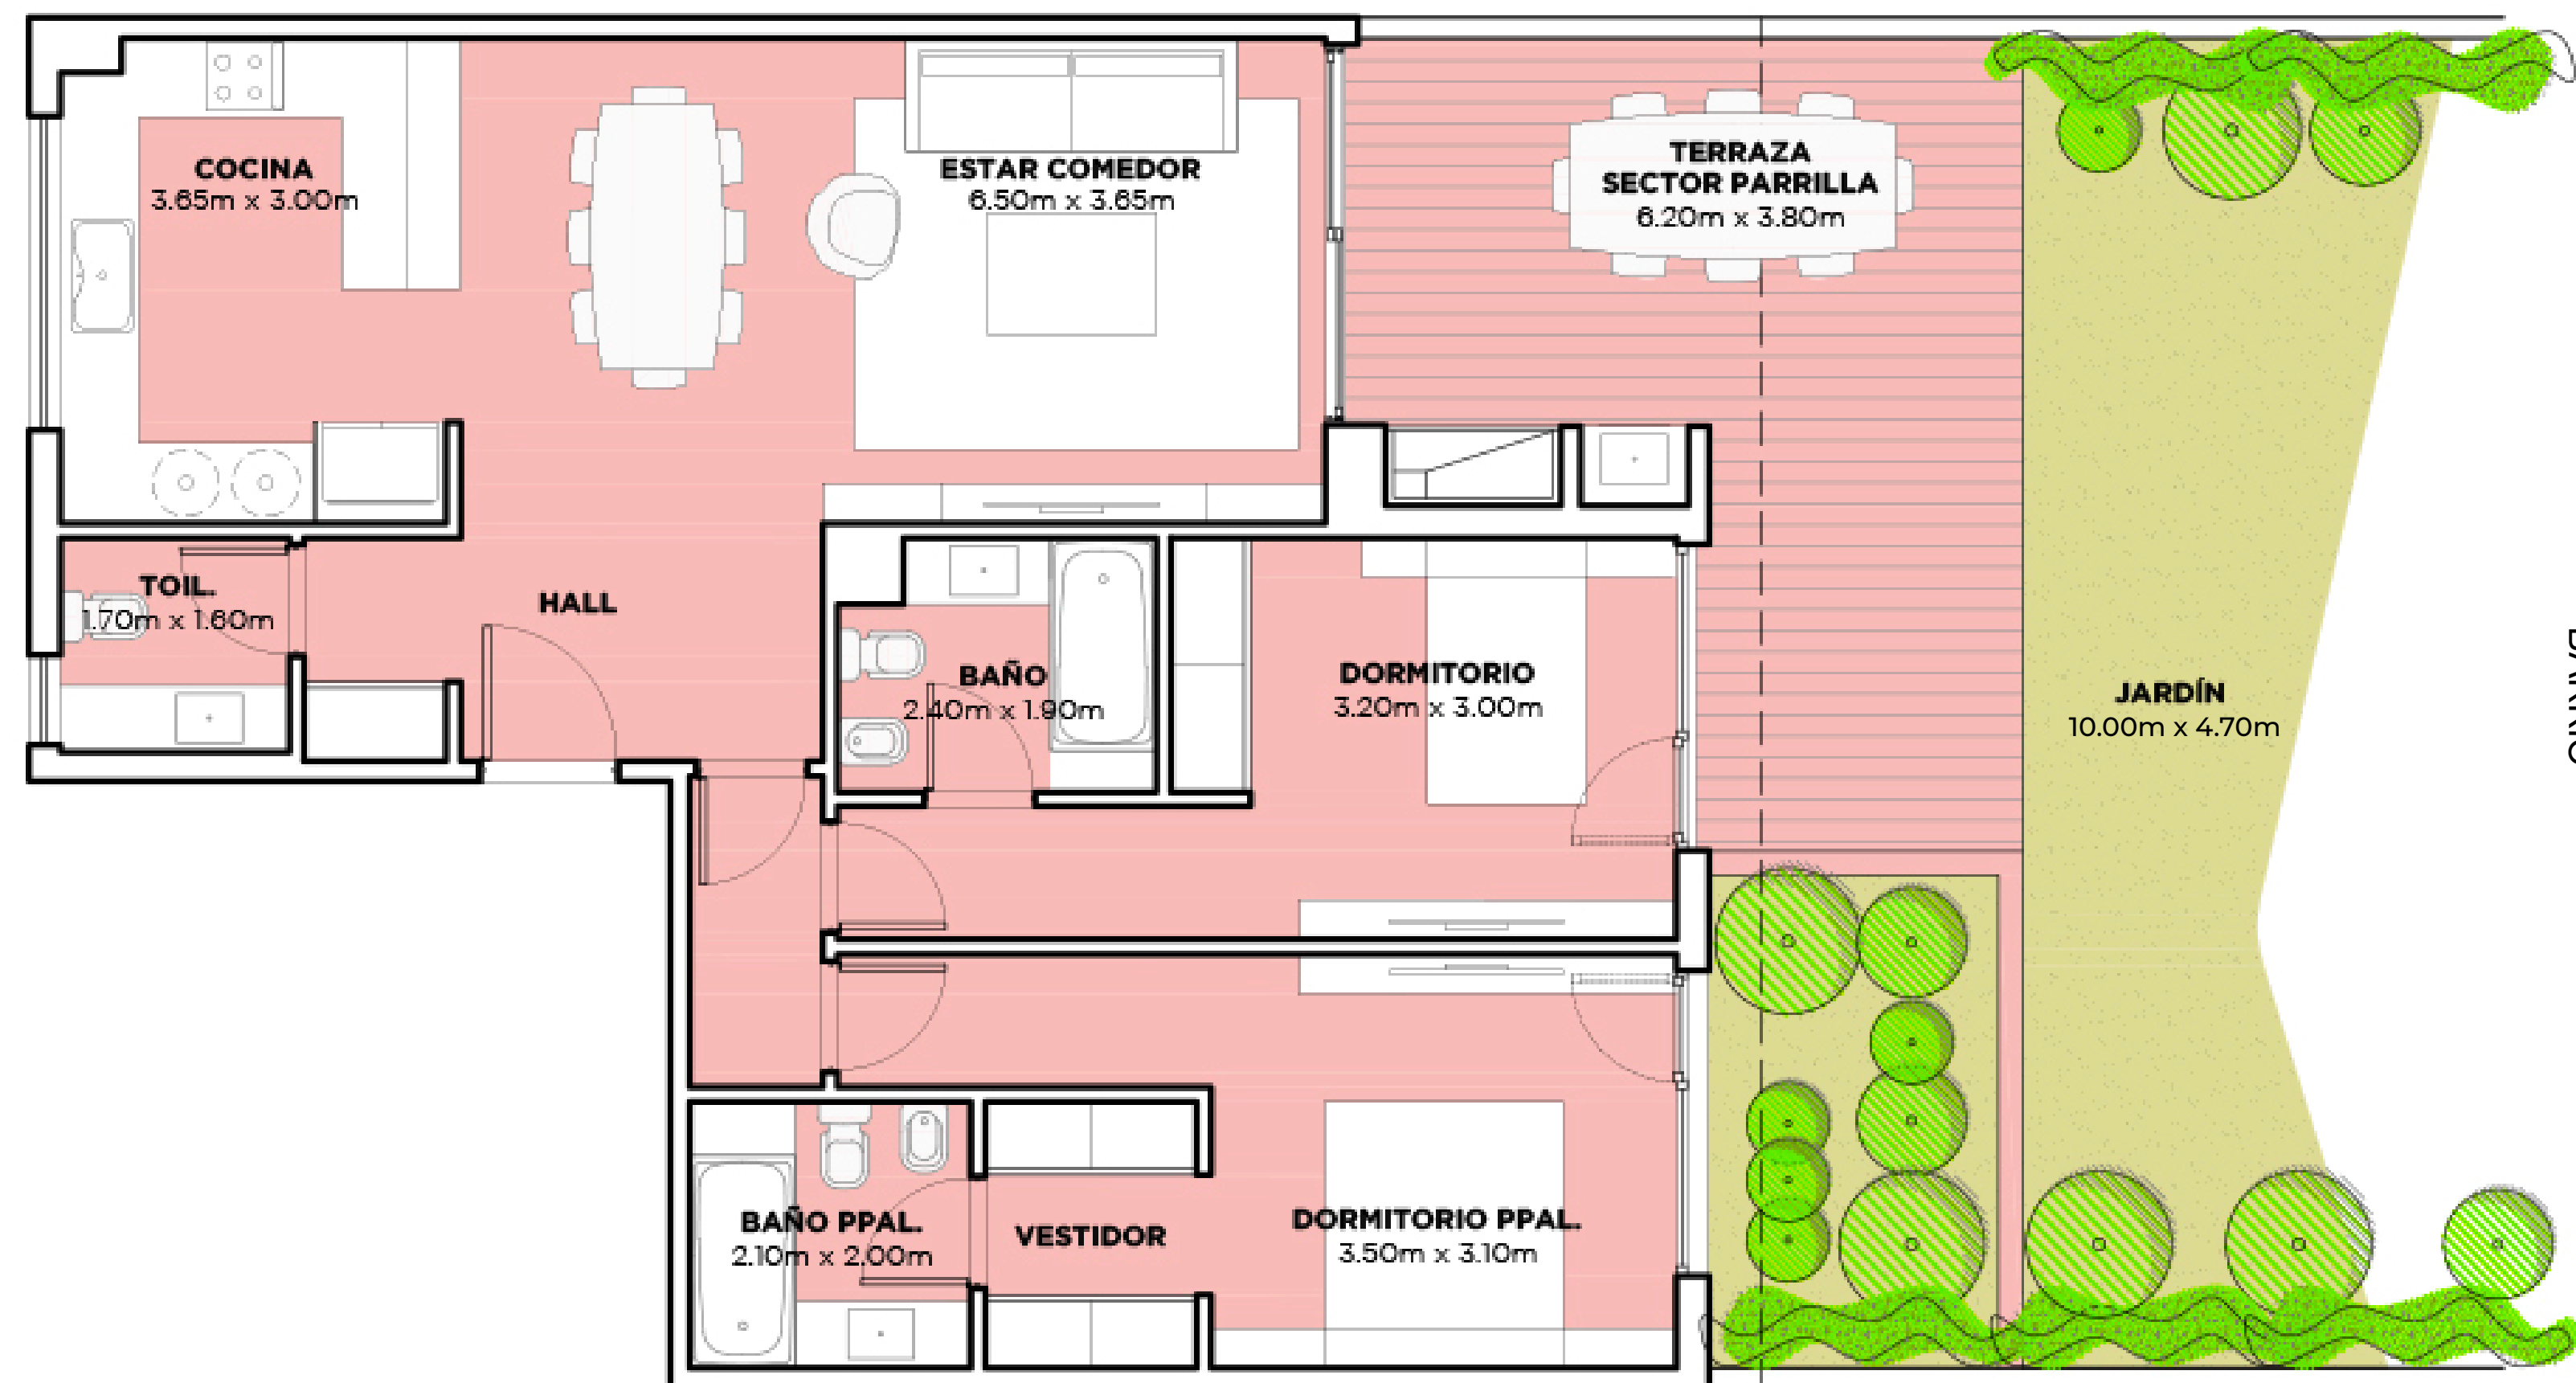 COCINA
3.65m x 3.00m
ESTAR COMEDOR
6.50m x 3.65m
TERRAZA
SECTOR PARRILLA
6.20m x 3.80m
TOIL.
1.70m x 1.60m
HALL
BAÑO
2.40m x 1.90m
DORMITORIO
3.20m x 3.00m
JARDÍN
10.00m x 4.70m
BAÑO PPAL.
2.10m x 2.00m
VESTIDOR
DORMITORIO PPAL.
3.50m x 3.10m